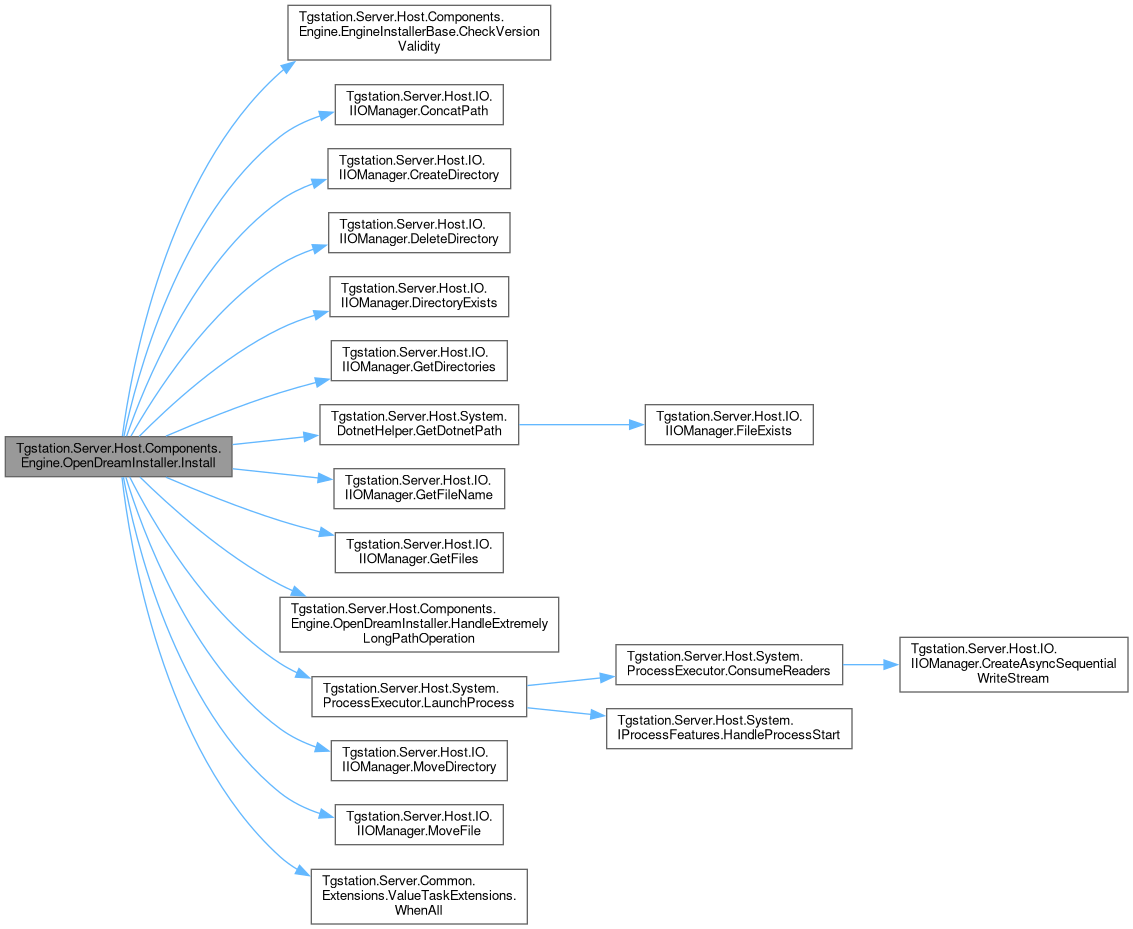 Tgstation.Server.Host.Components.
Engine.EngineInstallerBase.CheckVersion
Validity
Tgstation.Server.Host.IO.
IIOManager.ConcatPath
Tgstation.Server.Host.IO.
IIOManager.CreateDirectory
Tgstation.Server.Host.IO.
IIOManager.DeleteDirectory
Tgstation.Server.Host.IO.
IIOManager.DirectoryExists
Tgstation.Server.Host.IO.
IIOManager.GetDirectories
Tgstation.Server.Host.System.
DotnetHelper.GetDotnetPath
Tgstation.Server.Host.IO.
IIOManager.FileExists
Tgstation.Server.Host.Components.
Engine.OpenDreamInstaller.Install
Tgstation.Server.Host.IO.
IIOManager.GetFileName
Tgstation.Server.Host.IO.
IIOManager.GetFiles
Tgstation.Server.Host.Components.
Engine.OpenDreamInstaller.HandleExtremely
LongPathOperation
Tgstation.Server.Host.System.
ProcessExecutor.LaunchProcess
Tgstation.Server.Host.System.
ProcessExecutor.ConsumeReaders
Tgstation.Server.Host.IO.
IIOManager.CreateAsyncSequential
WriteStream
Tgstation.Server.Host.System.
IProcessFeatures.HandleProcessStart
Tgstation.Server.Host.IO.
IIOManager.MoveDirectory
Tgstation.Server.Host.IO.
IIOManager.MoveFile
Tgstation.Server.Common.
Extensions.ValueTaskExtensions.
WhenAll